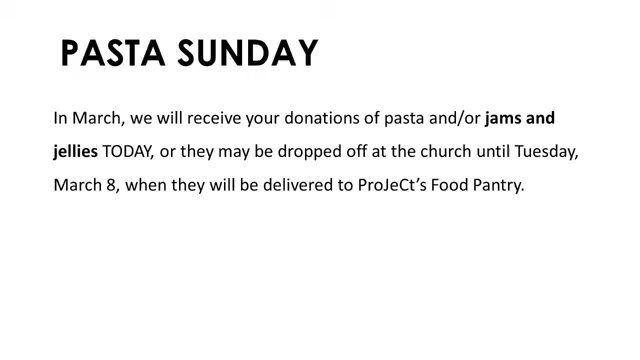 PASTA SUNDAY
In March, we will receive your donations of pasta and/or jams and
jellies TODAY, or they may be dropped off at the church until Tuesday,
March 8, when they will be delivered to ProJeCt’s Food Pantry.